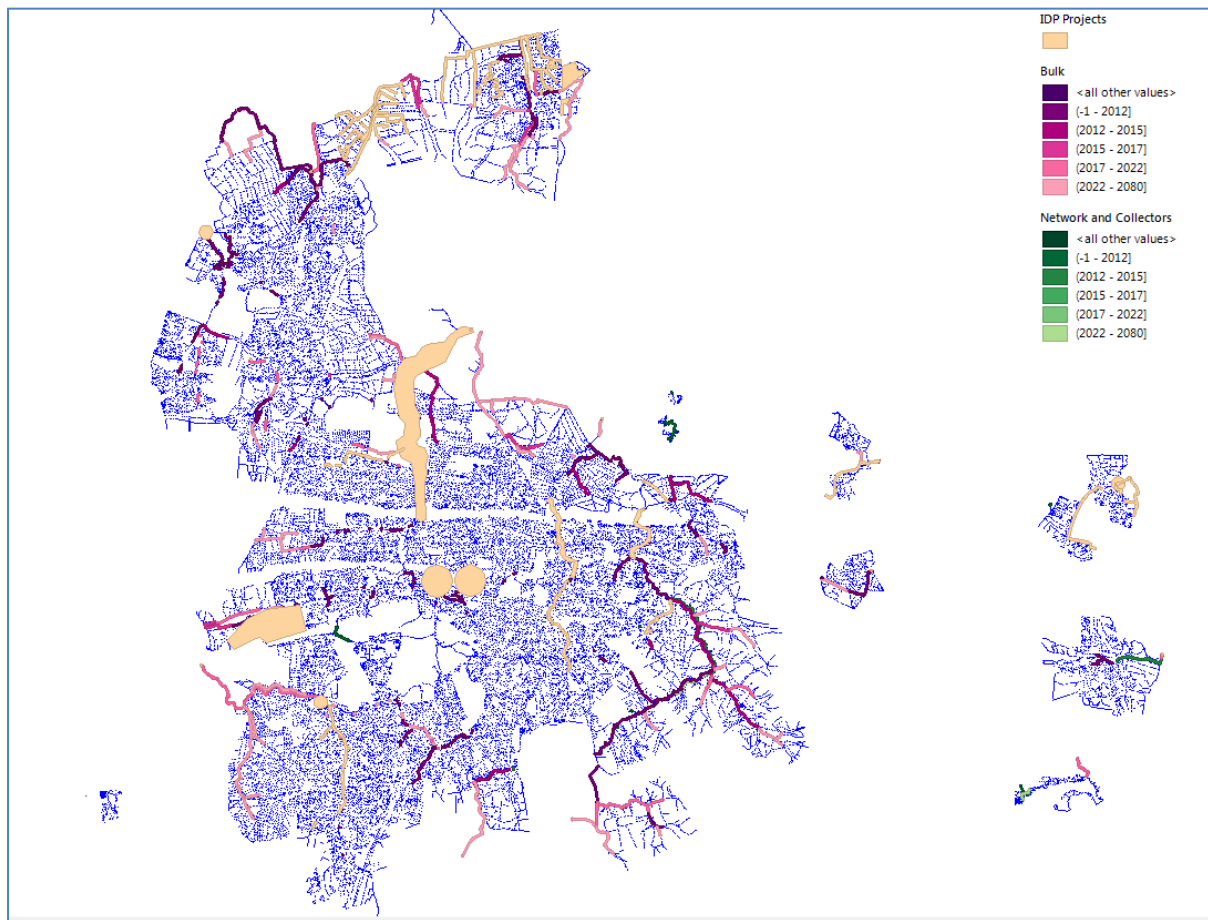 IDP Projects
Bulk
<all other values>
(-1 - 2012]
(2012 - 2015]
(2015 - 2017]
(2017 - 2022]
(2022 - 2080]
Network and Collectors
<all other values>
(-1 - 2012]
(2012 - 2015]
(2015 - 2017]
(2017 - 2022]
(2022 - 2080]